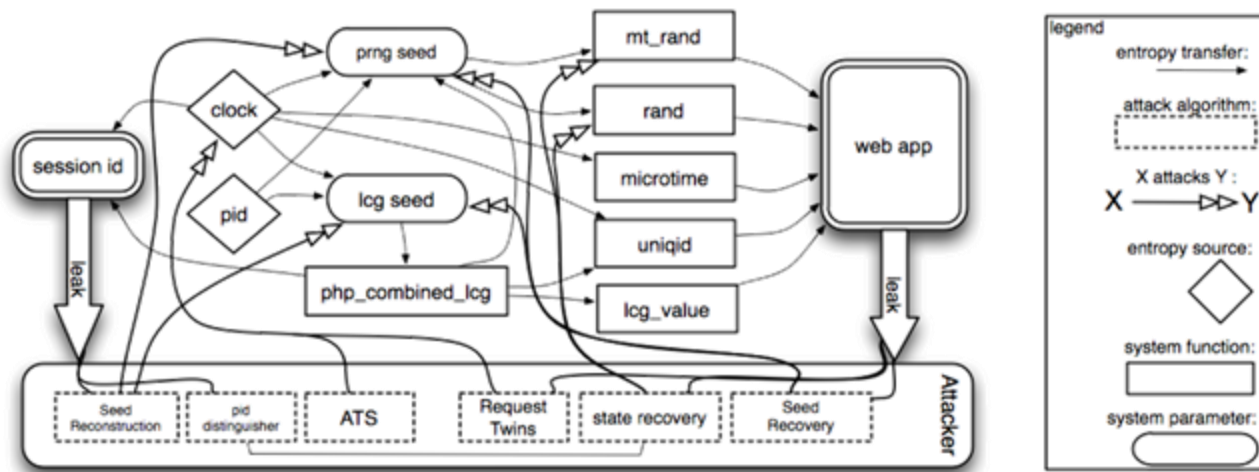 prng seed
mt_rand
clock
rand
session id
web app
microtime
lcg seed
pid
uniqid
php_combined_lcg
lcg_value
leak
leak
Attacker
Seed
Reconstruction
pid
distinguisher
ATS
Request
Twins
state recovery
Seed
Recovery
legend
entropy transfer:
attack algorithm:
X attacks Y :
X Y
entropy source:
system function:
system parameter: